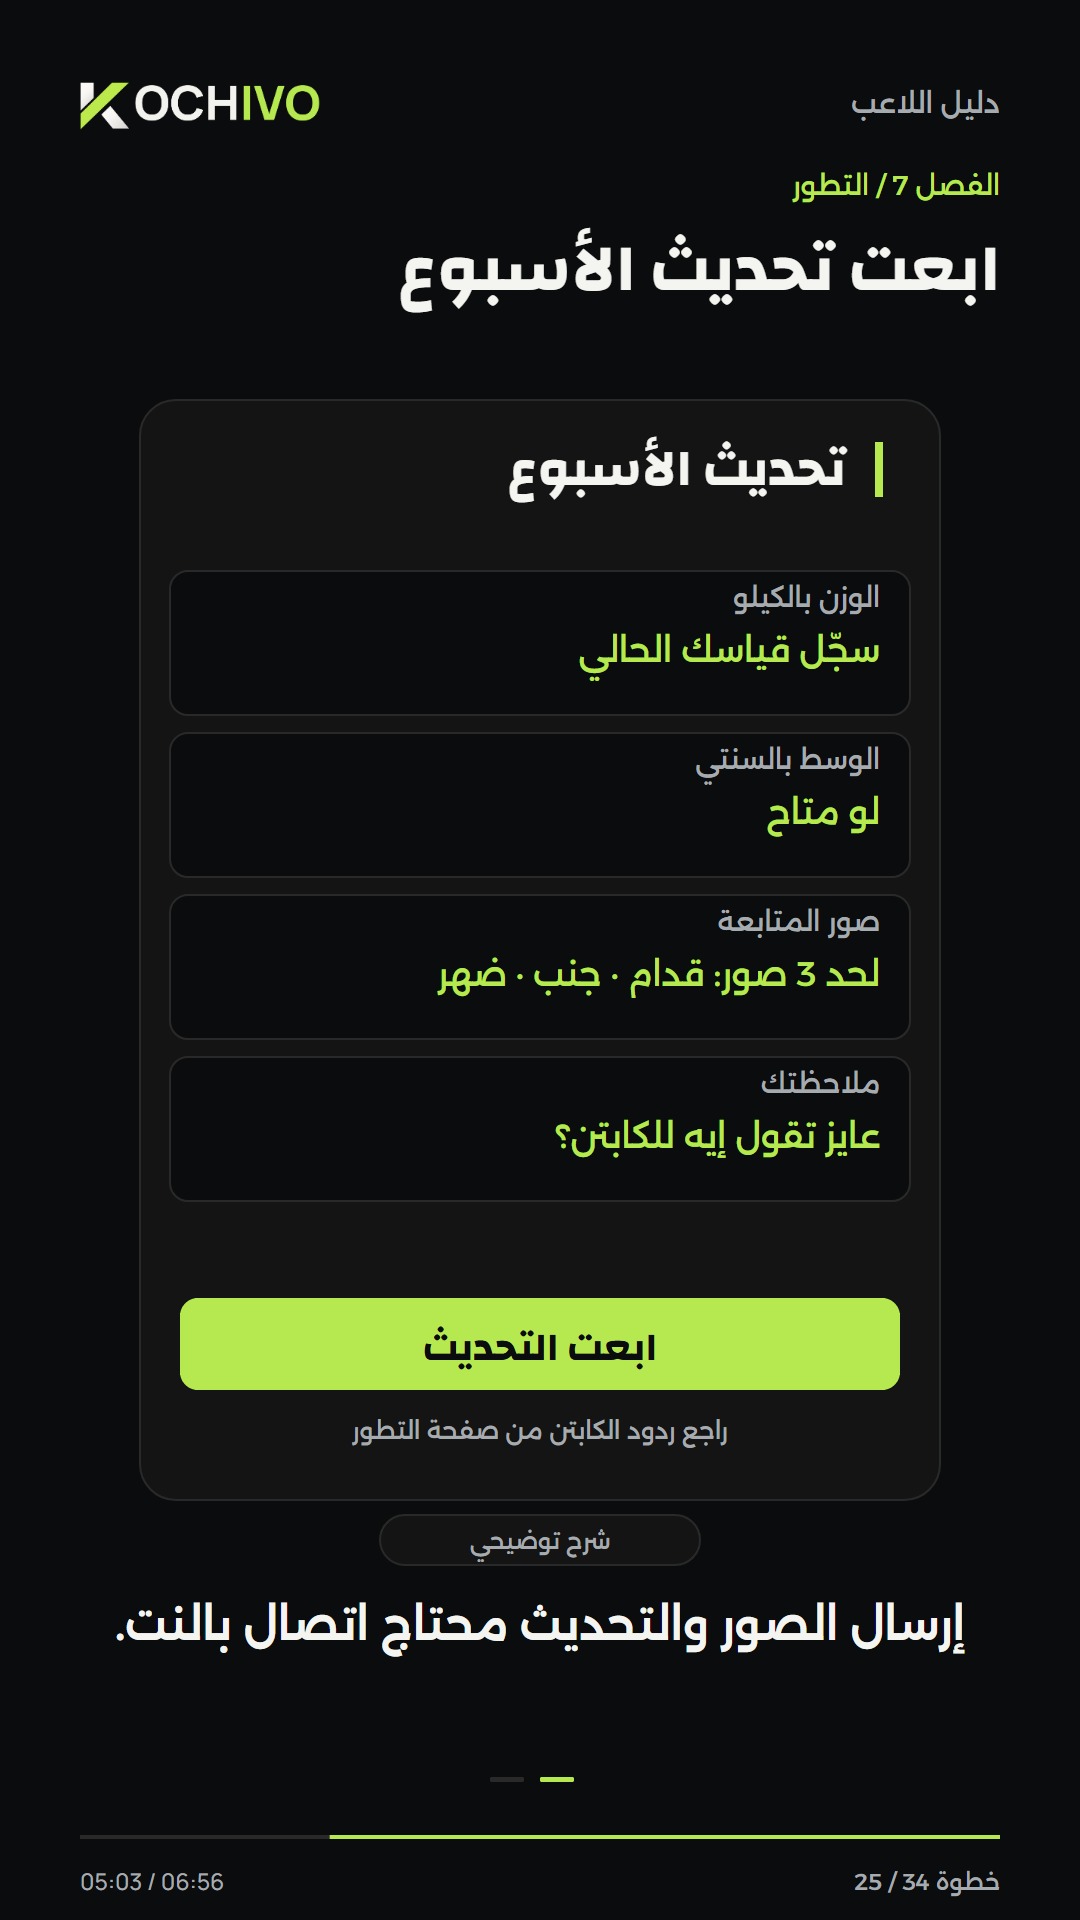 KOCHIVO
دليل اللاعب
الفصل 7 / التطور
ابعت تحديث الأسبوع
تحديث الأسبوع
الوزن بالكيلو
سجّل قياسك الحالي
الوسط بالسنتي
لو متاح
صور المتابعة
لحد 3 صور: قدام · جنب · ضهر
ملاحظتك
عايز تقول إيه للكابتن؟
ابعت التحديث
راجع ردود الكابتن من صفحة التطور
شرح توضيحي
إرسال الصور والتحديث محتاج اتصال بالنت.
خطوة 25 / 34
05:03 / 06:56